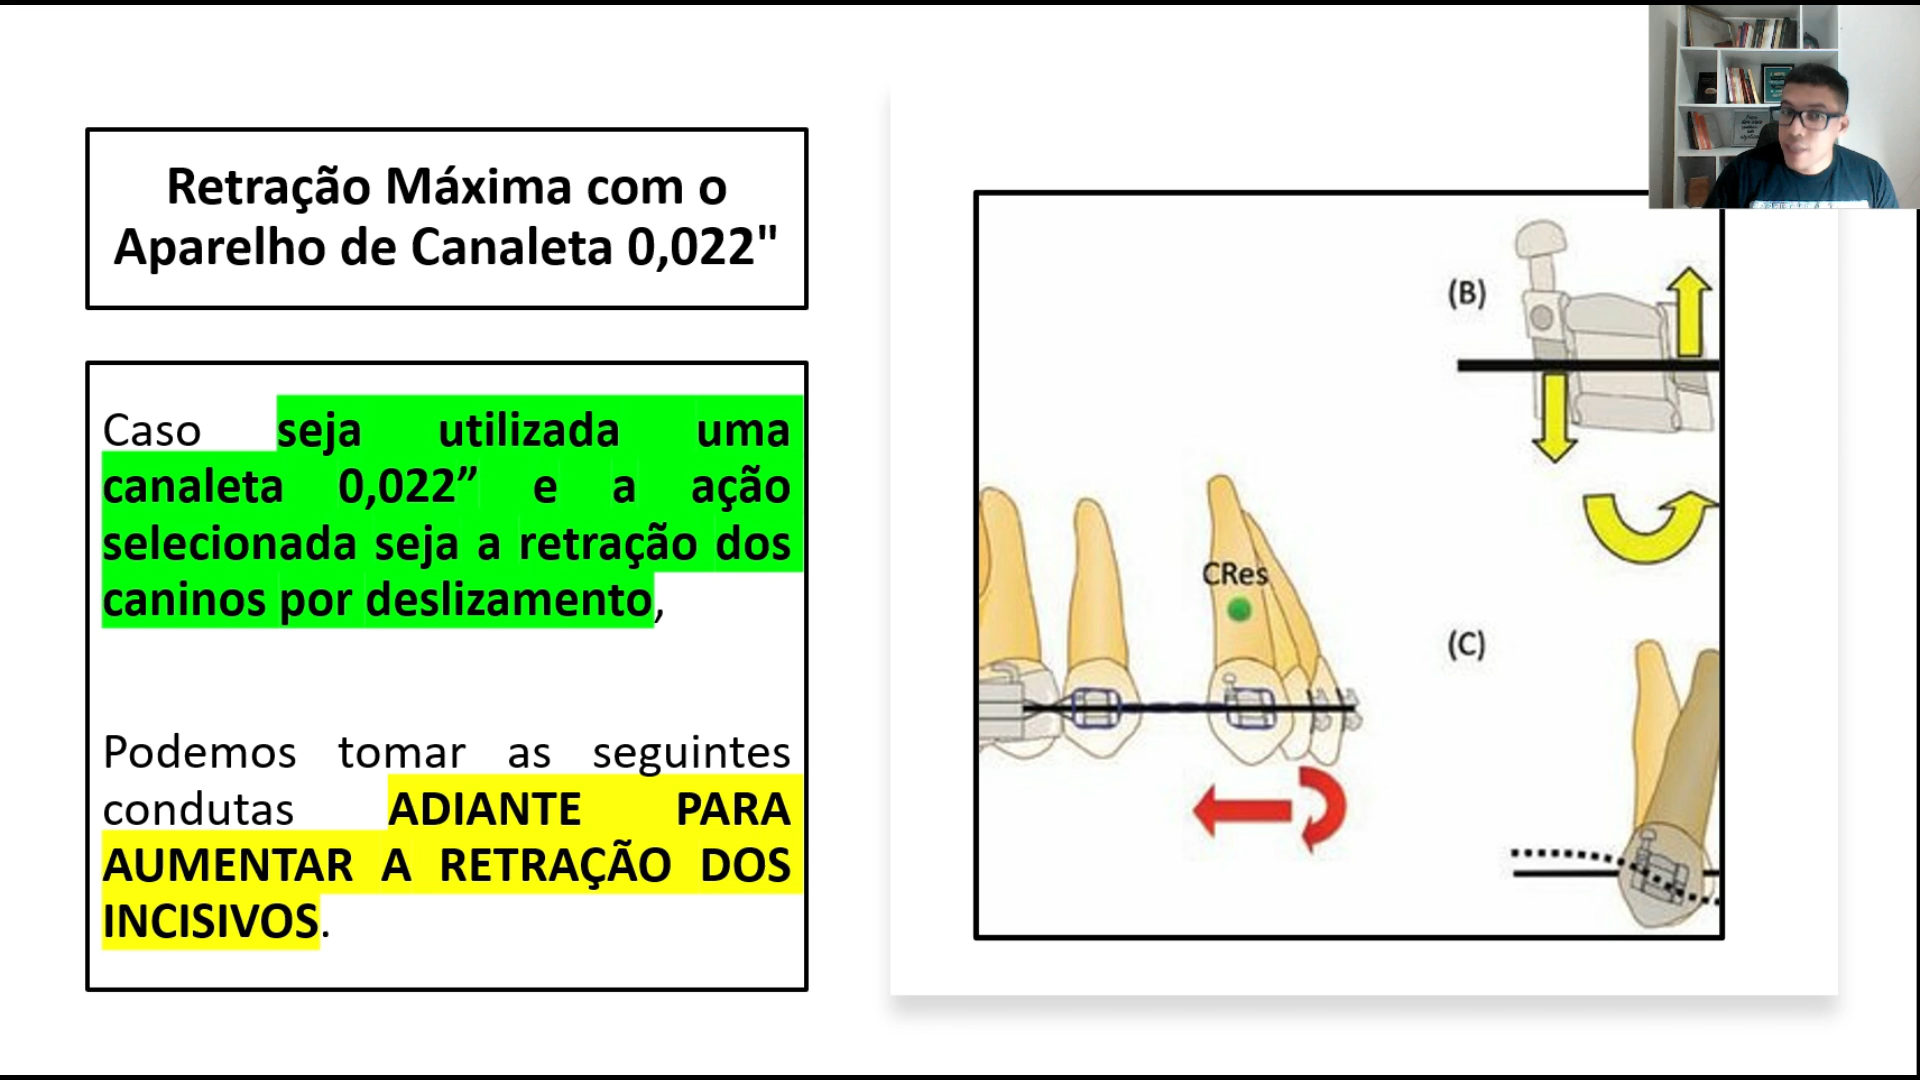 Retração Máxima com o
Aparelho de Canaleta 0,022"
Caso seja utilizada uma
canaleta 0,022” e a ação
selecionada seja a retração dos
caninos por deslizamento,
Podemos tomar as seguintes
condutas ADIANTE PARA
AUMENTAR A RETRAÇÃO DOS
INCISIVOS.
(B)
CRes
(C)